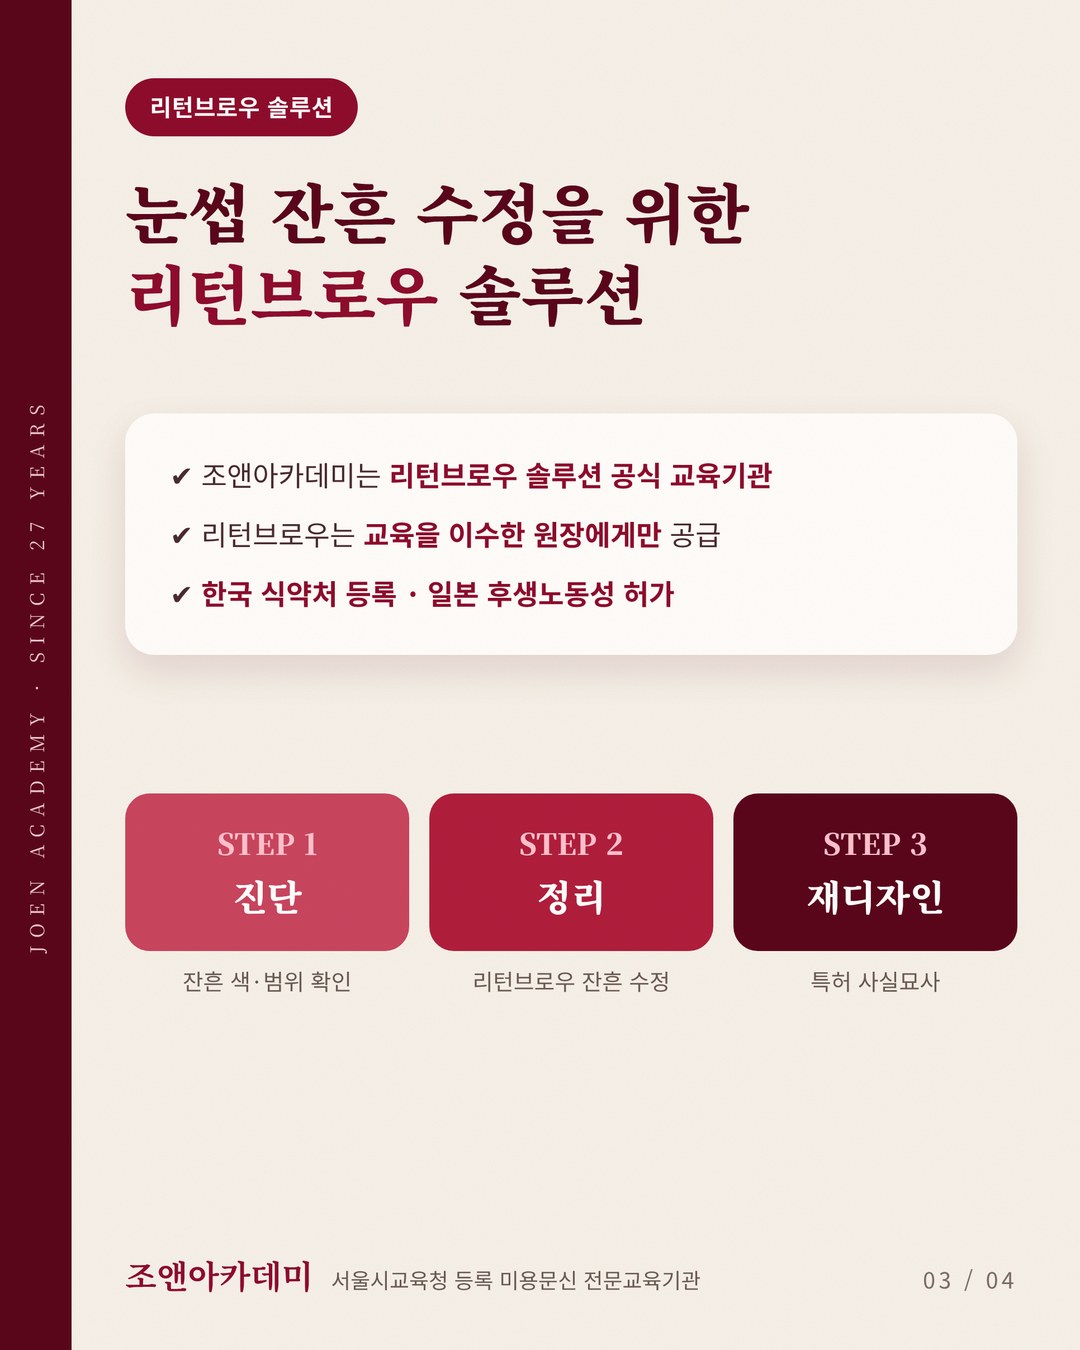 리턴브로우 솔루션
눈썹 잔흔 수정을 위한
리턴브로우 솔루션
✔ 조앤아카데미는 리턴브로우 솔루션 공식 교육기관
✔ 리턴브로우는 교육을 이수한 원장에게만 공급
✔ 한국 식약처 등록 · 일본 후생노동성 허가
STEP 1
진단
잔흔 색·범위 확인
STEP 2
정리
리턴브로우 잔흔 수정
STEP 3
재디자인
특허 사실묘사
JOEN ACADEMY · SINCE 27 YEARS
조앤아카데미 서울시교육청 등록 미용문신 전문교육기관
03 / 04